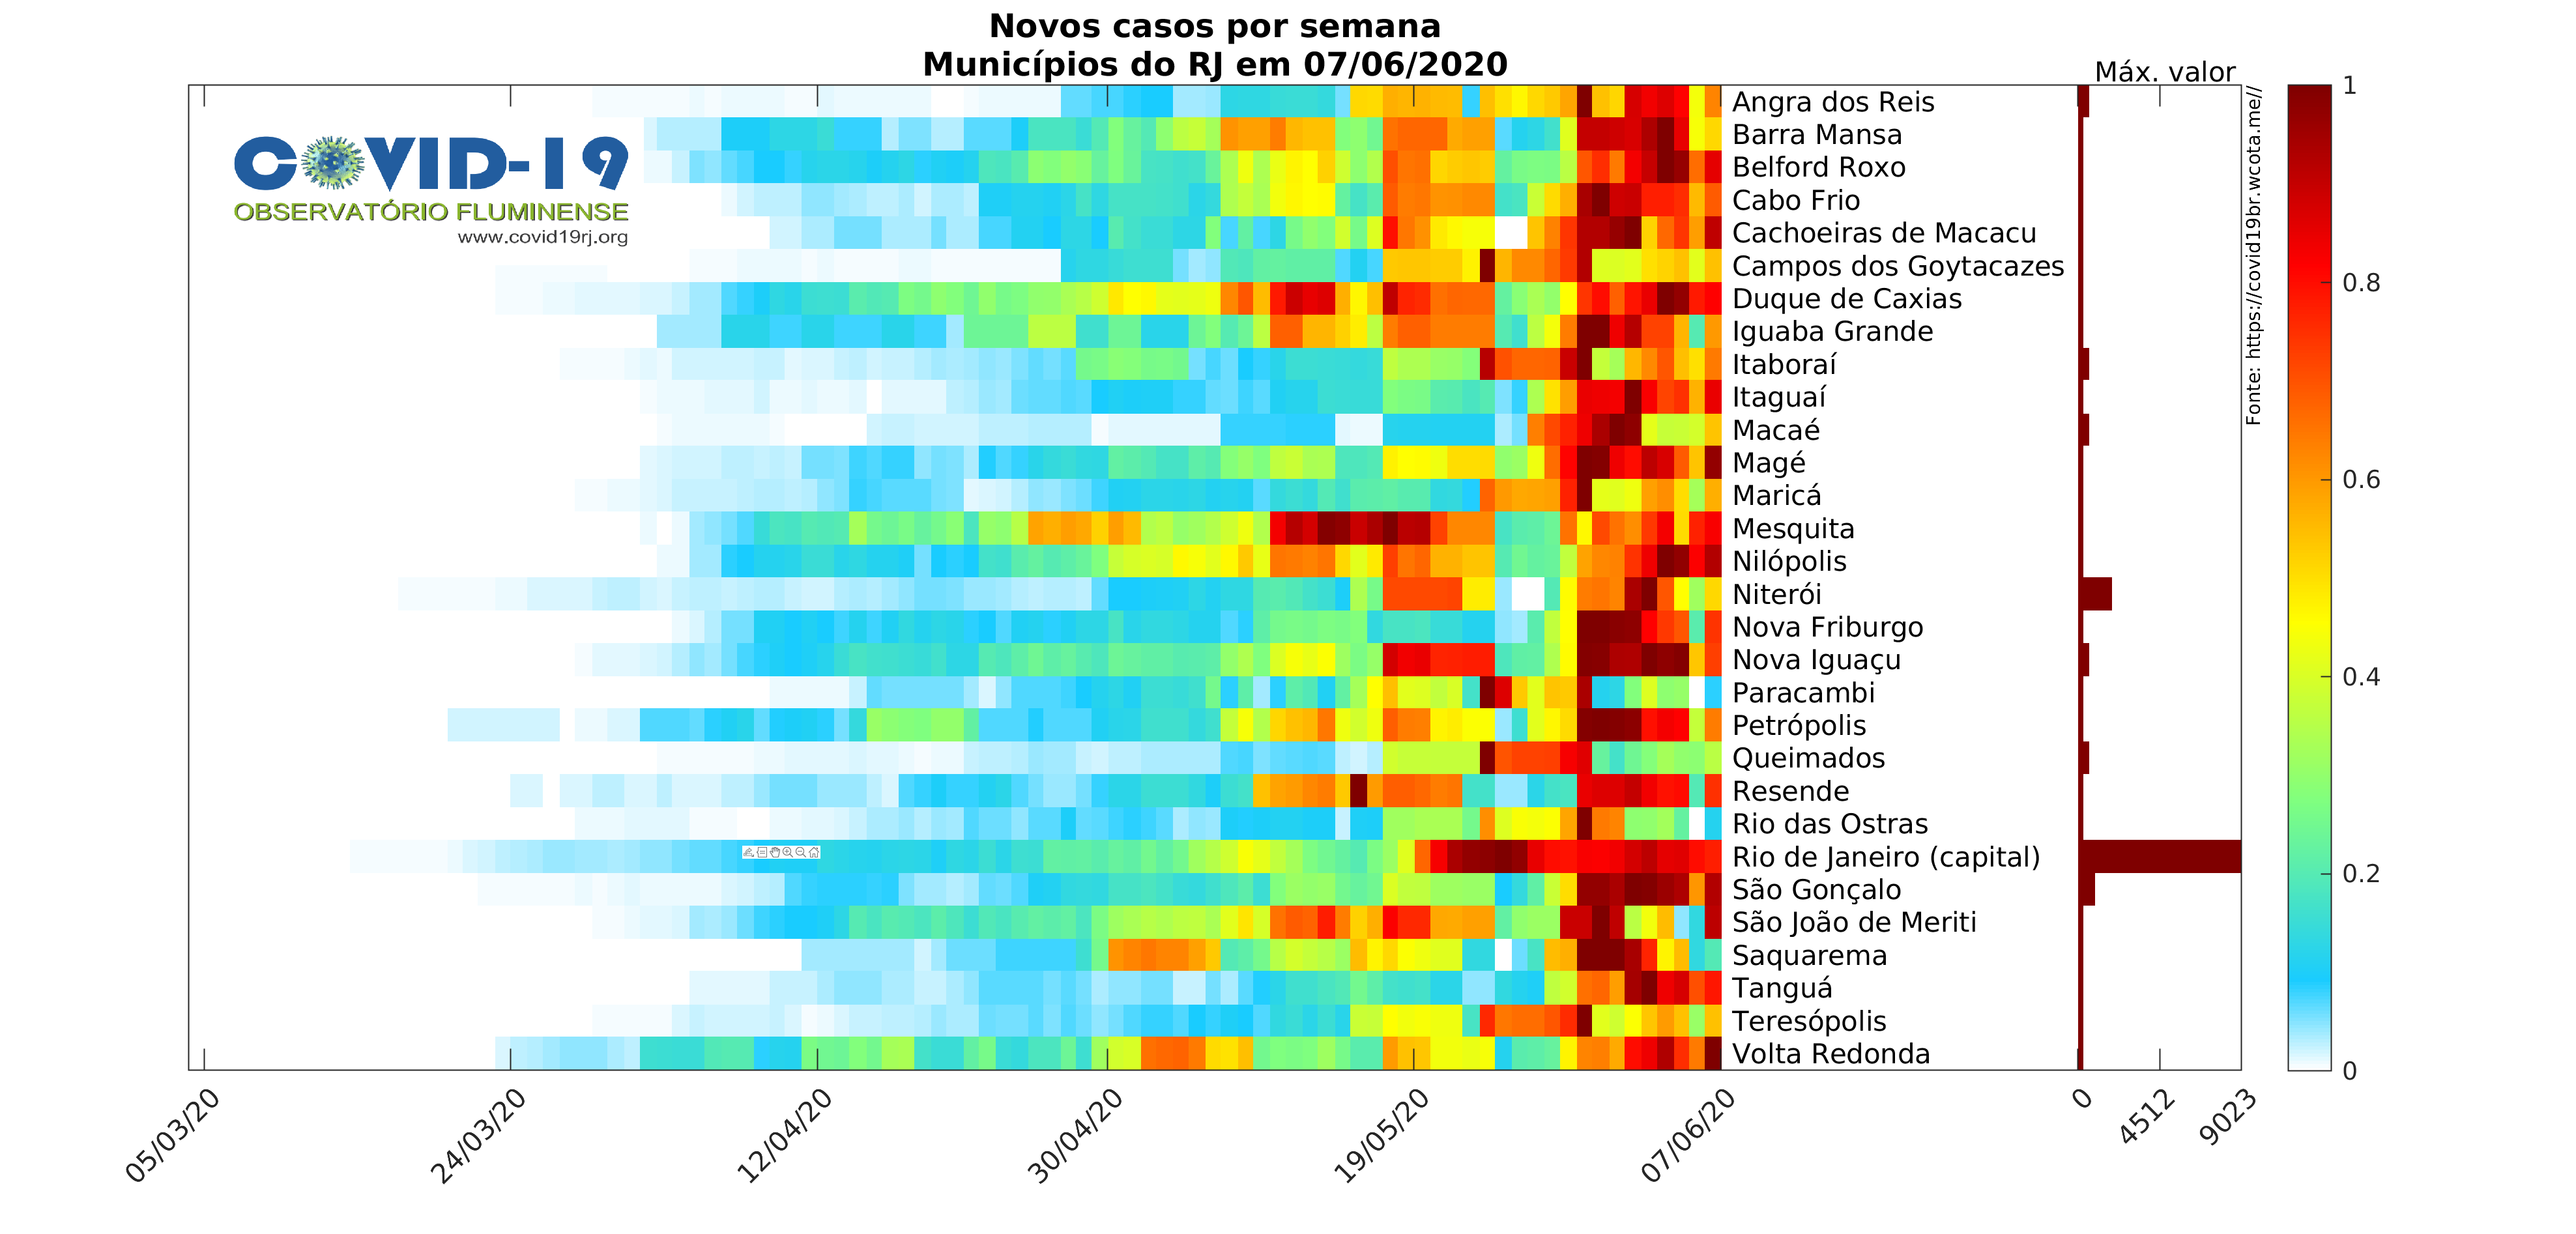 Novos casos por semana
Municípios do RJ em 07/06/2020
Máx. valor
COVID-19
OBSERVATÓRIO FLUMINENSE
www.covid19rj.org
Angra dos Reis
Barra Mansa
Belford Roxo
Cabo Frio
Cachoeiras de Macacu
Campos dos Goytacazes
Duque de Caxias
Iguaba Grande
Itaboraí
Itaguaí
Macaé
Magé
Maricá
Mesquita
Nilópolis
Niterói
Nova Friburgo
Nova Iguaçu
Paracambi
Petrópolis
Queimados
Resende
Rio das Ostras
Rio de Janeiro (capital)
São Gonçalo
São João de Meriti
Saquarema
Tanguá
Teresópolis
Volta Redonda
05/03/20
24/03/20
12/04/20
30/04/20
19/05/20
07/06/20
0
4512
9023
Fonte: https://covid19br.wcota.me//
1
0.8
0.6
0.4
0.2
0